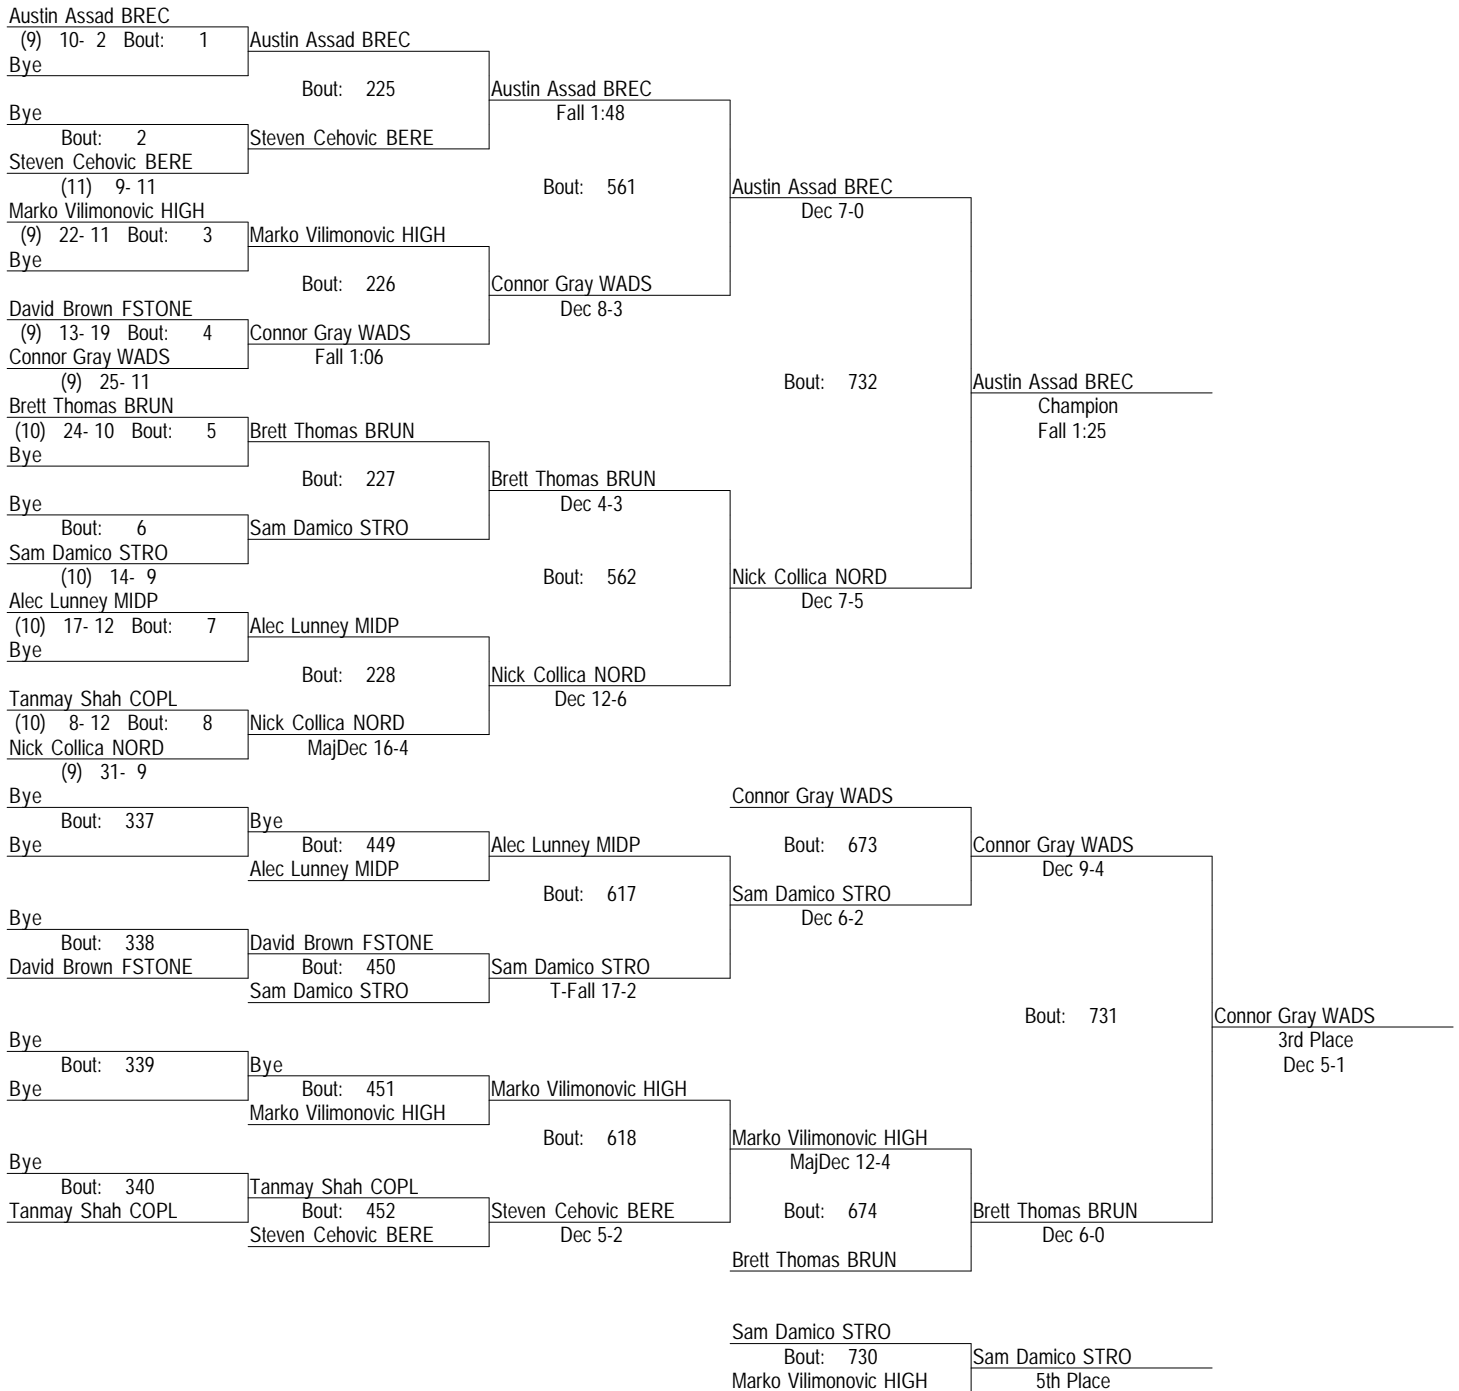 Austin Assad BREC
(9) 10- 2 Bout: 1 Austin Assad BREC
Bye
Bout: 225 Austin Assad BREC
Bye Fall 1:48
Bout: 2 Steven Cehovic BERE
Steven Cehovic BERE
(11) 9- 11 Bout: 561 Austin Assad BREC
Marko Vilimonovic HIGH Dec 7-0
(9) 22- 11 Bout: 3 Marko Vilimonovic HIGH
Bye
Bout: 226 Connor Gray WADS
David Brown FSTONE Dec 8-3
(9) 13- 19 Bout: 4 Connor Gray WADS
Connor Gray WADS Fall 1:06
(9) 25- 11 Bout: 732 Austin Assad BREC
Brett Thomas BRUN Champion
(10) 24- 10 Bout: 5 Brett Thomas BRUN Fall 1:25
Bye
Bout: 227 Brett Thomas BRUN
Bye Dec 4-3
Bout: 6 Sam Damico STRO
Sam Damico STRO
(10) 14- 9 Bout: 562 Nick Collica NORD
Alec Lunney MIDP Dec 7-5
(10) 17- 12 Bout: 7 Alec Lunney MIDP
Bye
Bout: 228 Nick Collica NORD
Tanmay Shah COPL Dec 12-6
(10) 8- 12 Bout: 8 Nick Collica NORD
Nick Collica NORD MajDec 16-4
(9) 31- 9
Bye Connor Gray WADS
Bout: 337 Bye
Bye Bout: 449 Alec Lunney MIDP Bout: 673 Connor Gray WADS
Alec Lunney MIDP Dec 9-4
Bout: 617 Sam Damico STRO
Bye Dec 6-2
Bout: 338 David Brown FSTONE
David Brown FSTONE Bout: 450 Sam Damico STRO
Sam Damico STRO T-Fall 17-2
Bout: 731 Connor Gray WADS
Bye 3rd Place
Bout: 339 Bye Dec 5-1
Bye Bout: 451 Marko Vilimonovic HIGH
Marko Vilimonovic HIGH
Bout: 618 Marko Vilimonovic HIGH
Bye MajDec 12-4
Bout: 340 Tanmay Shah COPL
Tanmay Shah COPL Bout: 452 Steven Cehovic BERE Bout: 674 Brett Thomas BRUN
Steven Cehovic BERE Dec 5-2 Dec 6-0
Brett Thomas BRUN
Sam Damico STRO
Bout: 730 Sam Damico STRO
Marko Vilimonovic HIGH 5th Place